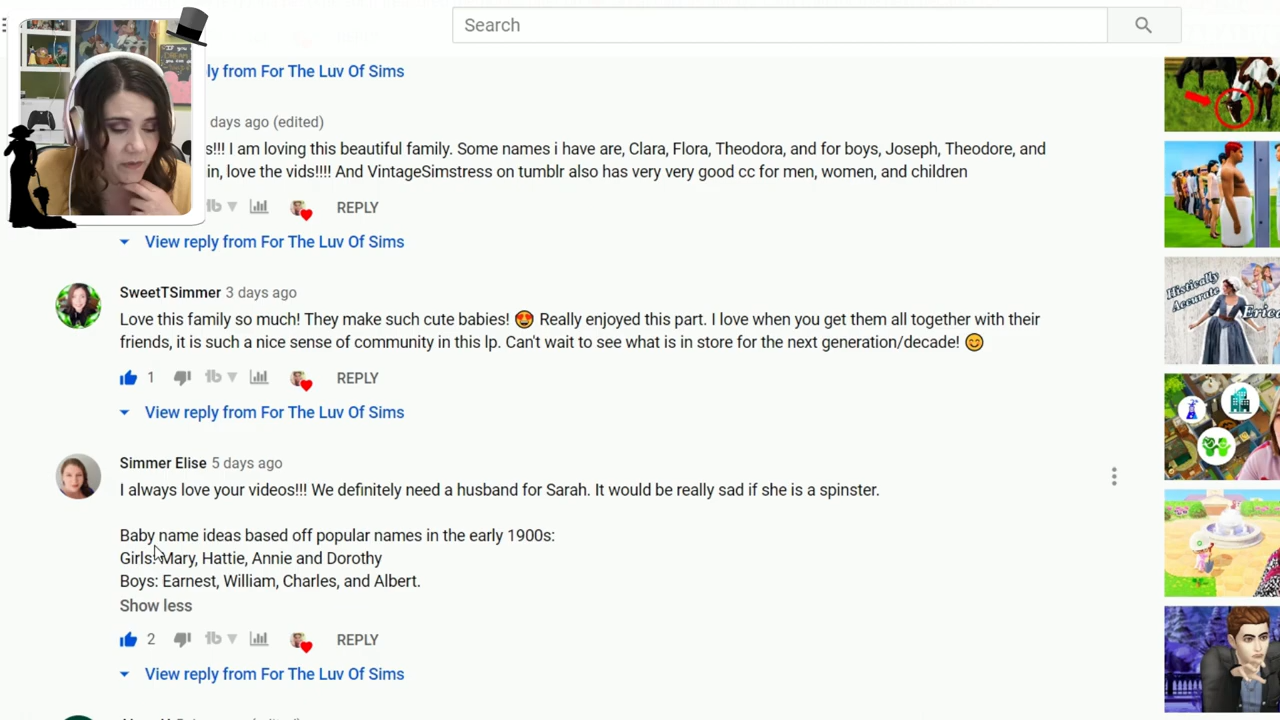 Search
ly from For The Luv Of Sims
days ago (edited)
s!!! I am loving this beautiful family. Some names i have are, Clara, Flora, Theodora, and for boys, Joseph, Theodore, and
in, love the vids!!!! And VintageSimstress on tumblr also has very very good cc for men, women, and children
REPLY
View reply from For The Luv Of Sims
SweetTSimmer 3 days ago
Love this family so much! They make such cute babies! 😍 Really enjoyed this part. I love when you get them all together with their
friends, it is such a nice sense of community in this lp. Can't wait to see what is in store for the next generation/decade! 😊
1 REPLY
View reply from For The Luv Of Sims
Simmer Elise 5 days ago
I always love your videos!!! We definitely need a husband for Sarah. It would be really sad if she is a spinster.
Baby name ideas based off popular names in the early 1900s:
Girls: Mary, Hattie, Annie and Dorothy
Boys: Earnest, William, Charles, and Albert.
Show less
2 REPLY
View reply from For The Luv Of Sims
Histically
Accurate
Erica